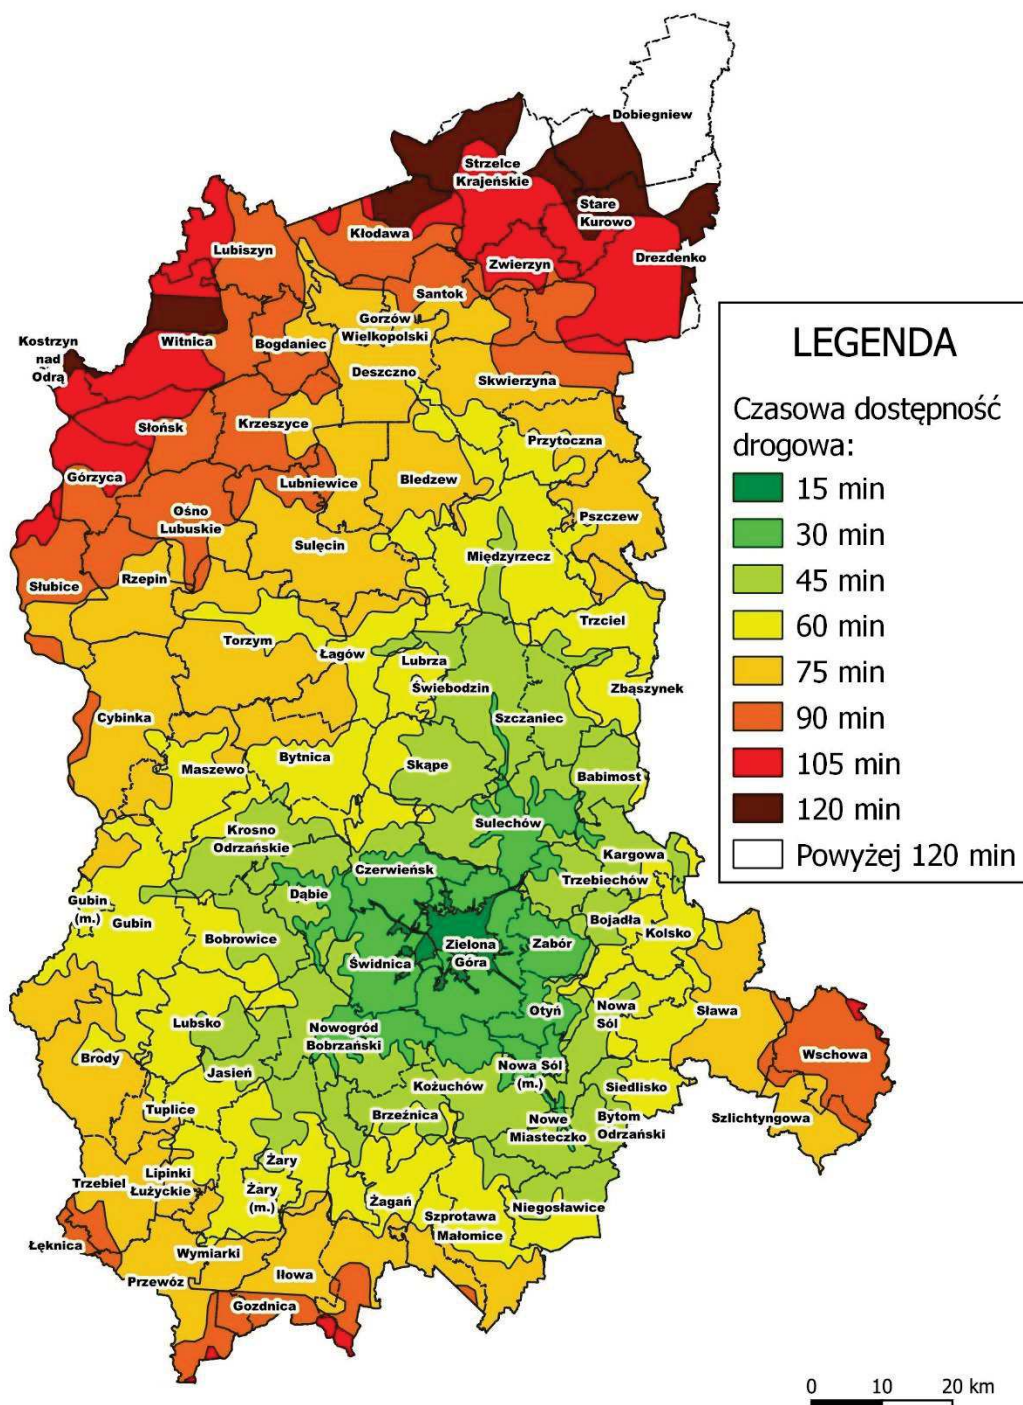 Dobiegniew
Strzelce
Krajeńskie
Stare
Kurowo
Kłodawa
Lubiszyn
Zwierzyn
Drezdenko
Santok
Gorzów
Wielkopolski
Kostrzyn
nad
Odrą
Witnica
Bogdaniec
Deszczno
Skwierzyna
Słońsk
Krzeszyce
Przytoczna
Górzyca
Lubniewice
Bledzew
Ośno
Lubuskie
Pszczew
Sulęcin
Międzyrzecz
Słubice
Rzepin
Trzciel
Torzym
Łagów
Lubrza
Świebodzin
Zbąszynek
Cybinka
Szczaniec
Maszewo
Bytnica
Skąpe
Babimost
Krosno
Odrzańskie
Sulechów
Kargowa
Czerwieńsk
Trzebiechów
Dąbie
Gubin
(m.)
Gubin
Bojadła
Kolsko
Bobrowice
Zielona
Góra
Zabór
Świdnica
Nowa
Sól
Otyń
Sława
Lubsko
Nowogród
Bobrzański
Wschowa
Brody
Jasień
Nowa Sól
(m.)
Kożuchów
Siedlisko
Tuplice
Brzeźnica
Nowe
Miasteczko
Bytom
Odrzański
Szlichtyngowa
Żary
Trzebiel
Lipinki
Łużyckie
Żary
(m.)
Żagań
Niegosławice
Szprotawa
Małomice
Łęknica
Wymiarki
Przewóz
Iłowa
Gozdnica
LEGENDA
Czasowa dostępność
drogowa:
15 min
30 min
45 min
60 min
75 min
90 min
105 min
120 min
Powyżej 120 min
0 10 20 km